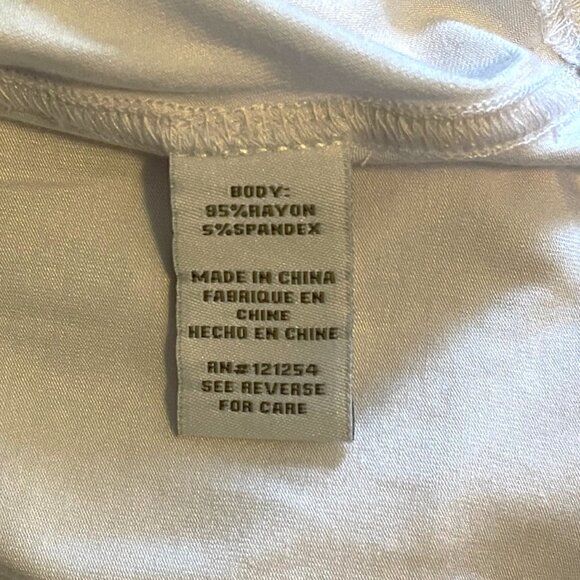 BODY:
95%RAYON
5%SPANDEX
MADE IN CHINA
FABRIQUE EN
CHINE
HECHO EN CHINE
RN#121254
SEE REVERSE
FOR CARE